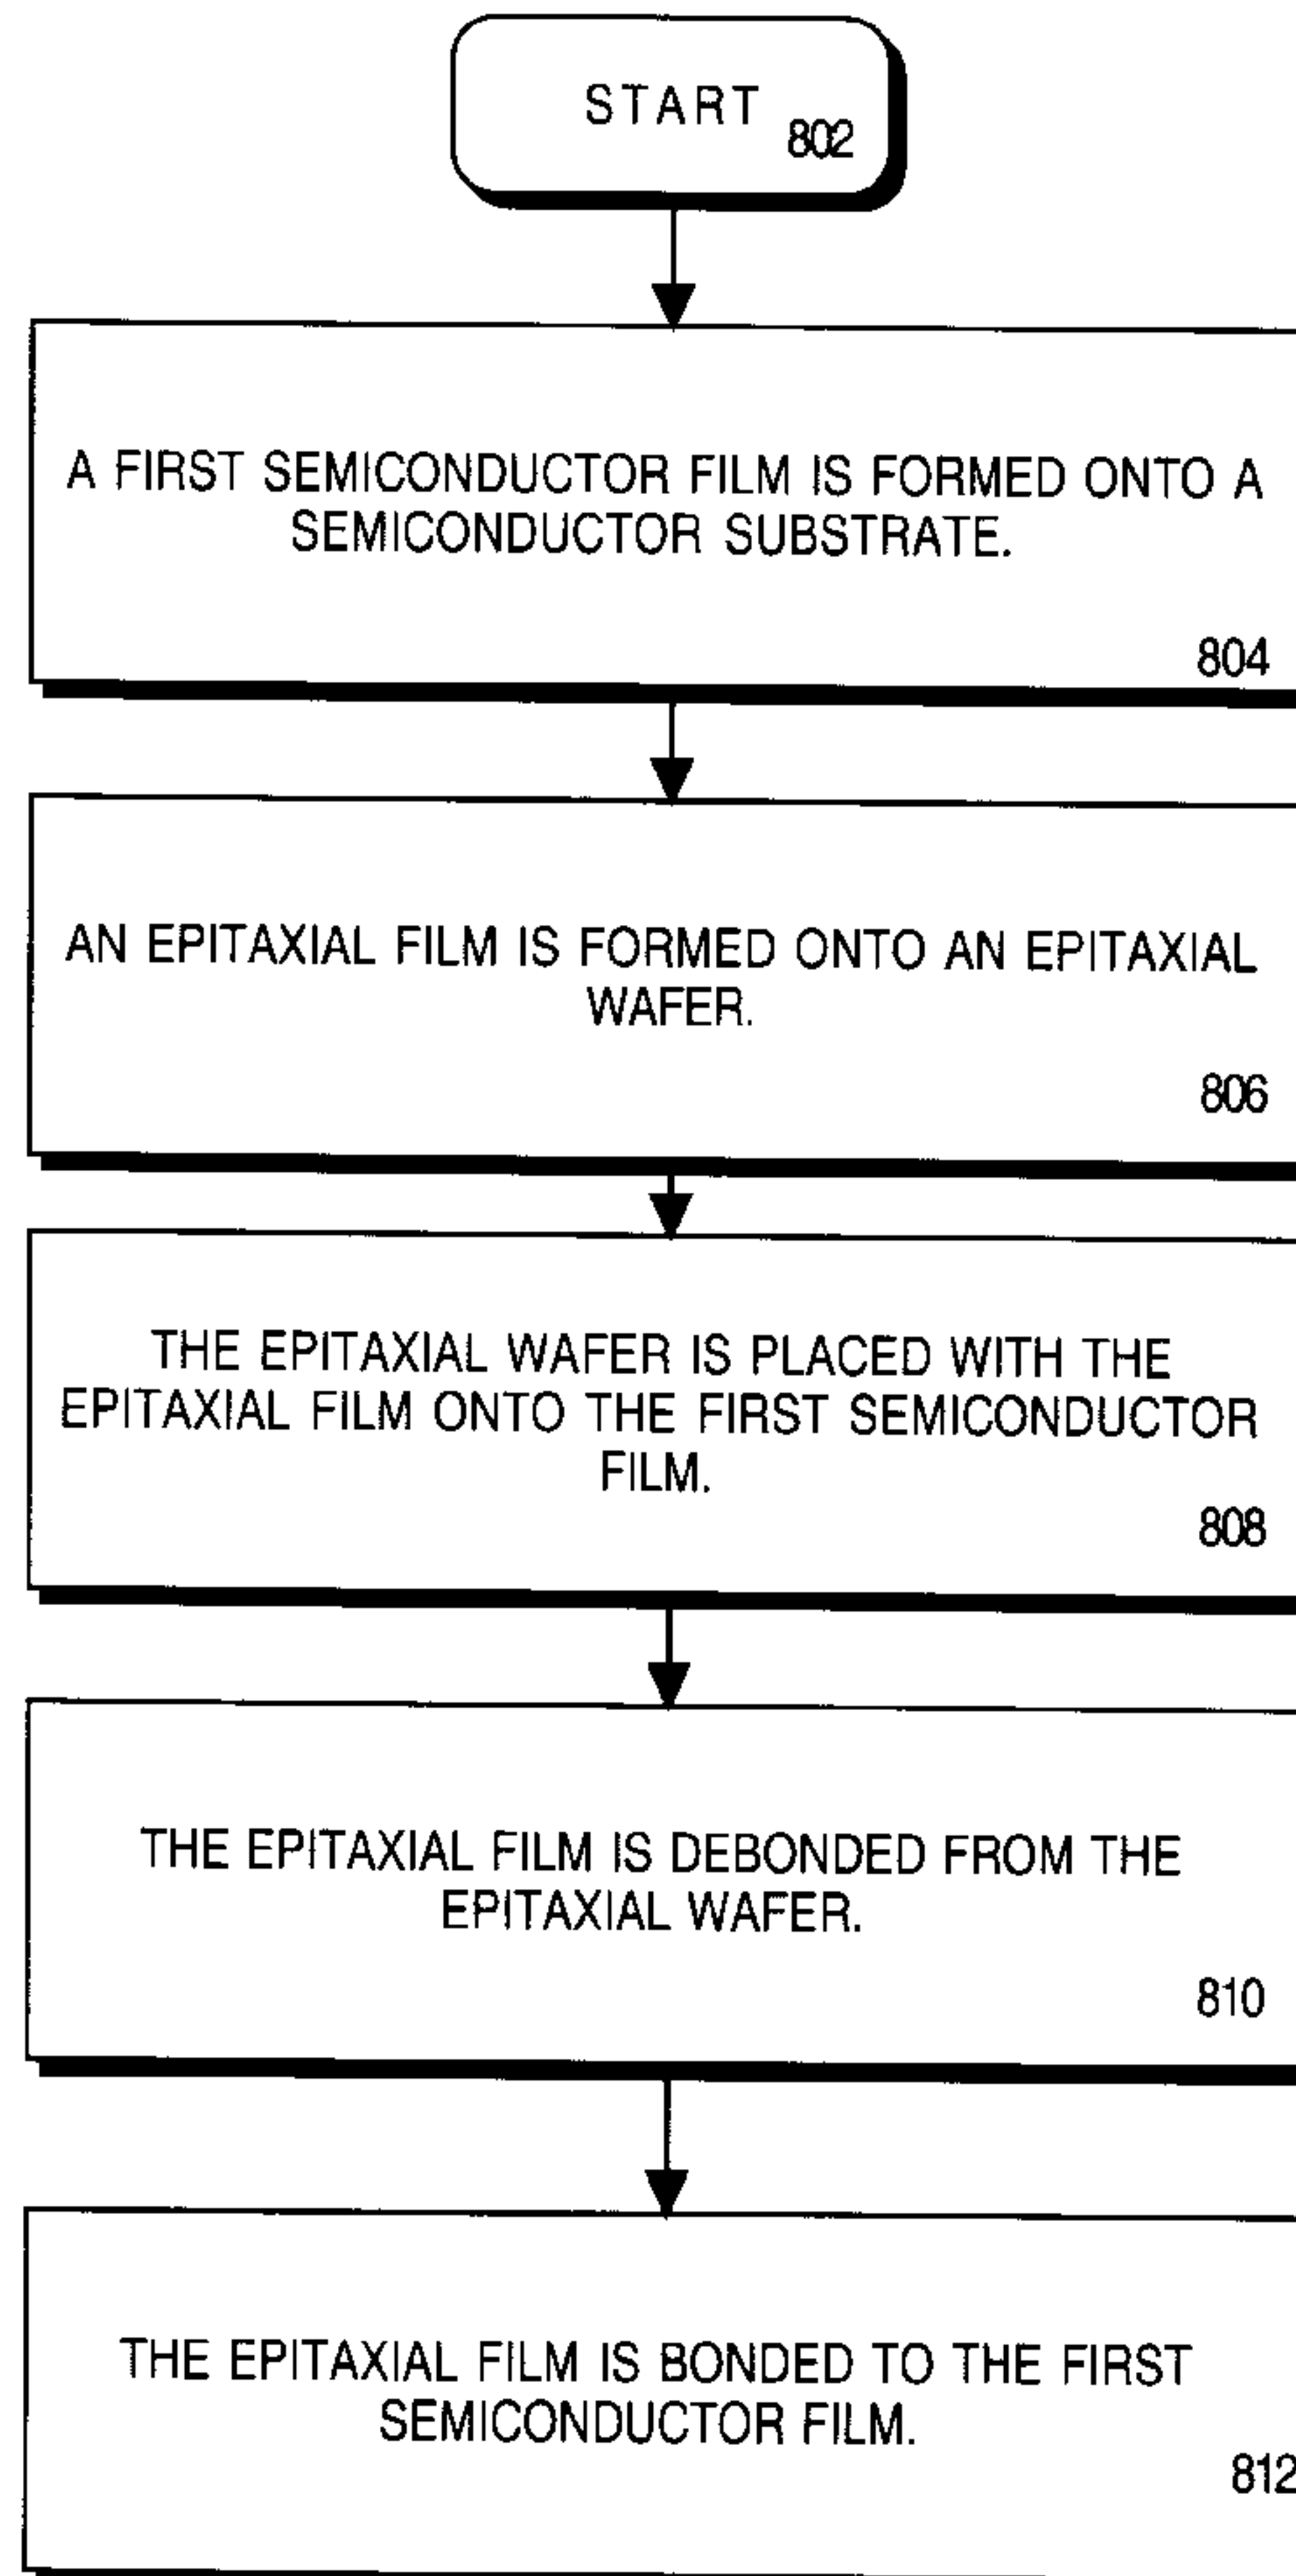 START
802
A FIRST SEMICONDUCTOR FILM IS FORMED ONTO A
SEMICONDUCTOR SUBSTRATE.
804
AN EPITAXIAL FILM IS FORMED ONTO AN EPITAXIAL
WAFER.
806
THE EPITAXIAL WAFER IS PLACED WITH THE
EPITAXIAL FILM ONTO THE FIRST SEMICONDUCTOR
FILM.
808
THE EPITAXIAL FILM IS DEBONDED FROM THE
EPITAXIAL WAFER.
810
THE EPITAXIAL FILM IS BONDED TO THE FIRST
SEMICONDUCTOR FILM.
812